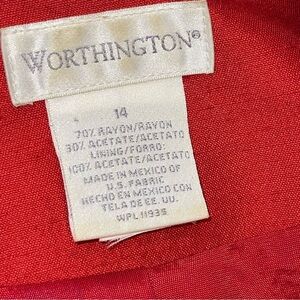 WORTHINGTON®
14
70% RAYON/RAYON
30% ACETATE/ACETATO
LINING/FORRO:
100% ACETATE/ACETATO
MADE IN MEXICO OF
U.S. FABRIC
HECHO EN MEXICO CON
TELA DE EE. UU.
WPL 11935